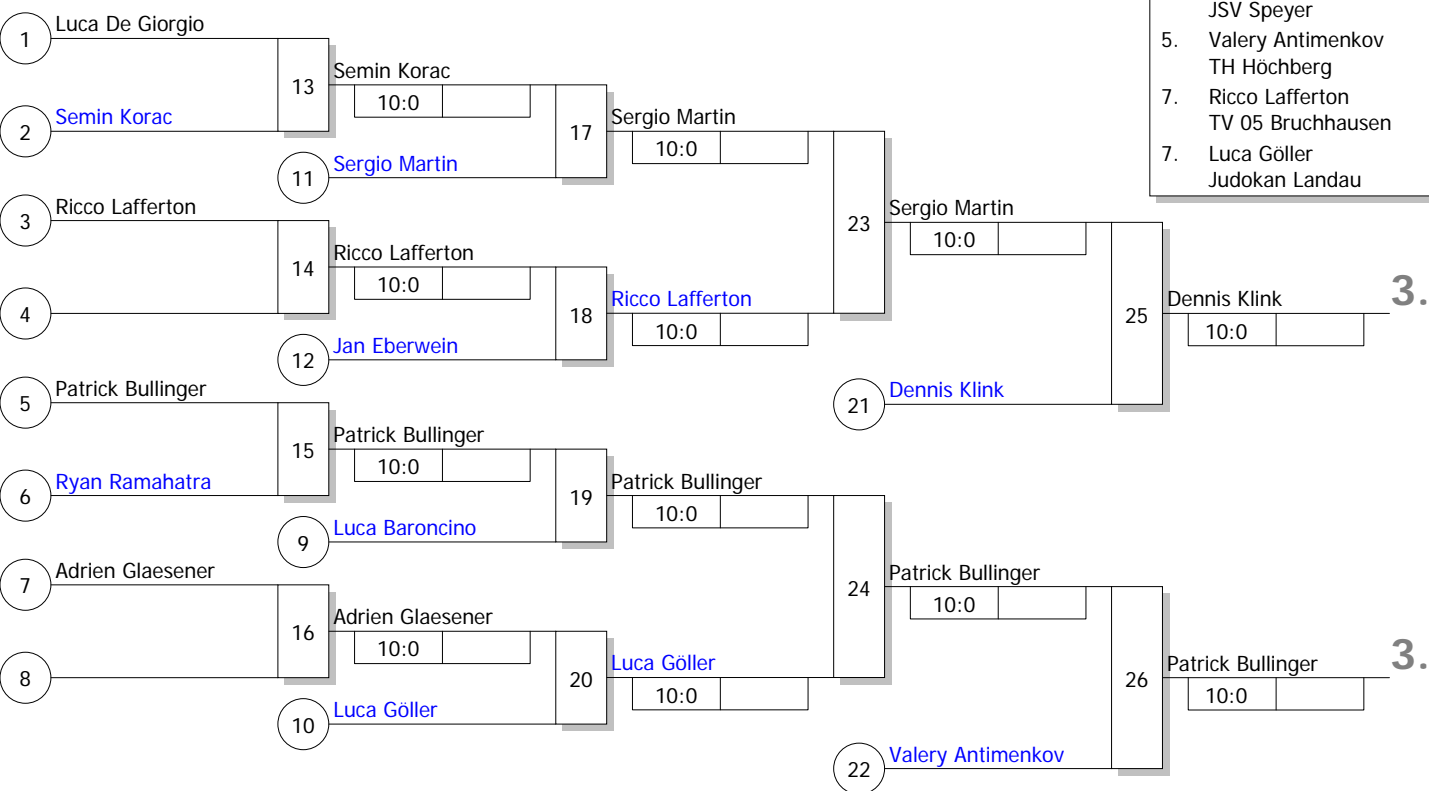 JSV Speyer
5. Valery Antimenkov
TH Höchberg
7. Ricco Lafferton
TV 05 Bruchhausen
7. Luca Göller
Judokan Landau
1 Luca De Giorgio
13 Semin Korac
10:0
2 Semin Korac
17 Sergio Martin
10:0
11 Sergio Martin
3 Ricco Lafferton
23 Sergio Martin
10:0
14 Ricco Lafferton
10:0
4
18 Ricco Lafferton
10:0
12 Jan Eberwein
25 Dennis Klink 3.
10:0
5 Patrick Bullinger
21 Dennis Klink
15 Patrick Bullinger
10:0
6 Ryan Ramahatra
19 Patrick Bullinger
10:0
9 Luca Baroncino
7 Adrien Glaesener
24 Patrick Bullinger
10:0
16 Adrien Glaesener
10:0
8
20 Luca Göller
10:0
10 Luca Göller
26 Patrick Bullinger 3.
10:0
22 Valery Antimenkov